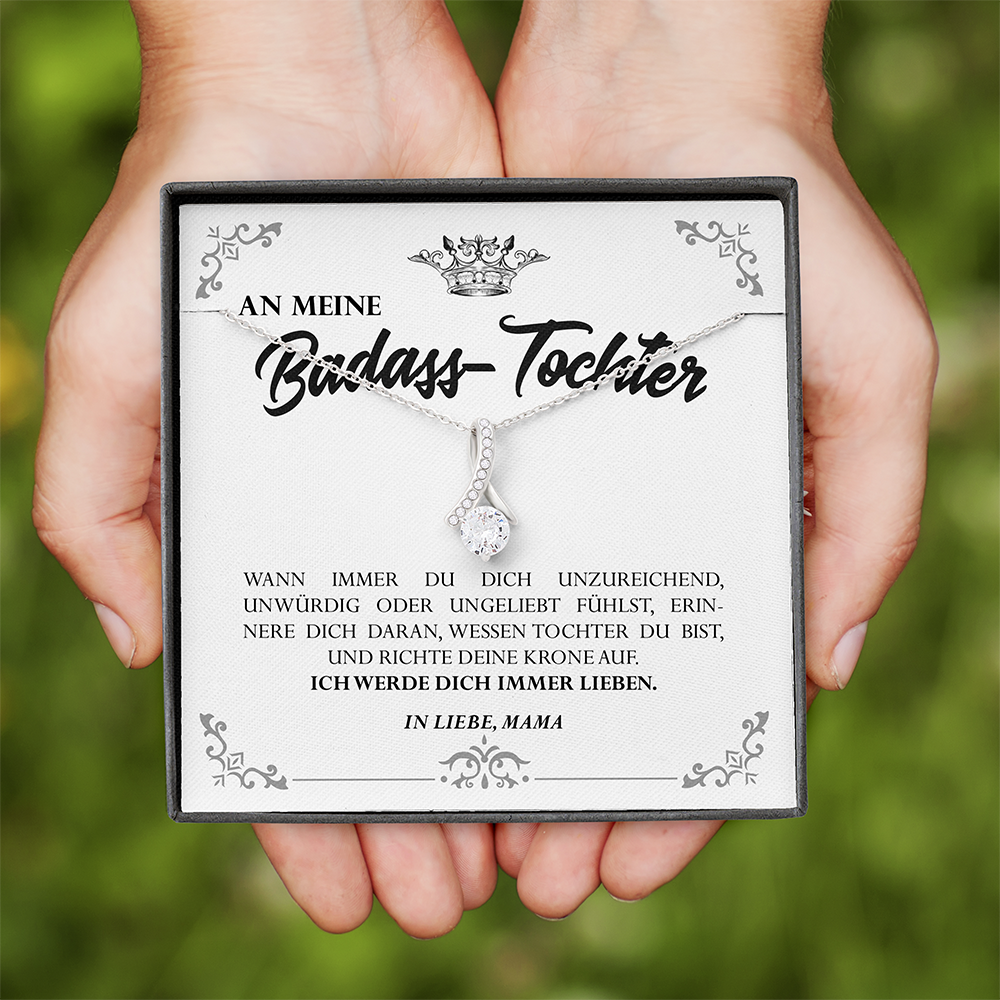 AN MEINE
Badass-Tochter
WANN IMMER DU DICH UNZUREICHEND,
UNWÜRDIG ODER UNGELIEBT FÜHLST, ERIN-
NERE DICH DARAN, WESSEN TOCHTER DU BIST,
UND RICHTE DEINE KRONE AUF.
ICH WERDE DICH IMMER LIEBEN.
IN LIEBE, MAMA